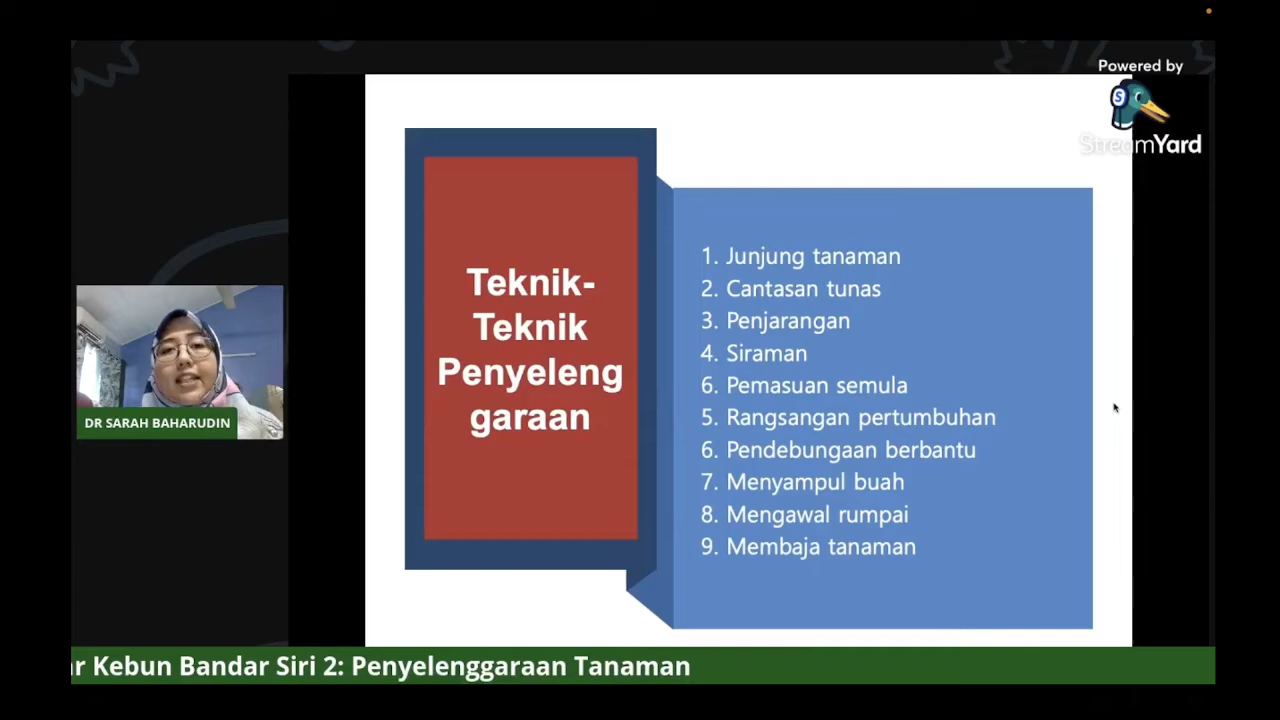 Powered by
StreamYard
Teknik-
Teknik
Penyeleng
garaan
1. Junjung tanaman
2. Cantasan tunas
3. Penjarangan
4. Siraman
6. Pemasuan semula
5. Rangsangan pertumbuhan
6. Pendebungaan berbantu
7. Menyampul buah
8. Mengawal rumpai
9. Membaja tanaman
DR SARAH BAHARUDIN
Kebun Bandar Siri 2: Penyelenggaraan Tanaman